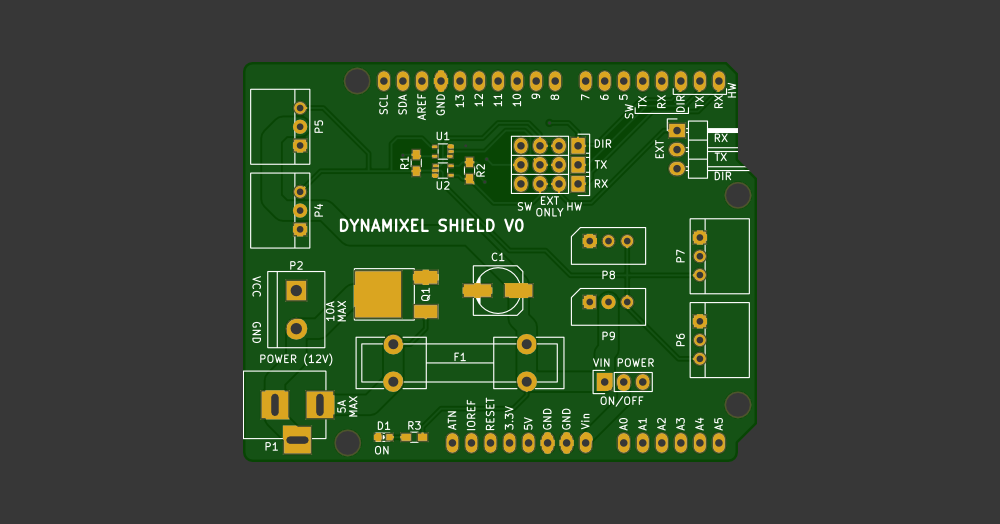 SCL SDA AREF GND 13 12 11 10 9 8 7 6 5 TX RX DIR TX RX
SW HW
P5
U1
R1
R2
U2
DIR
TX
RX
SW EXT HW
ONLY
EXT
RX
TX
DIR
P4
DYNAMIXEL SHIELD V0
P7
P8
P2
VCC
GND
10A
MAX
Q1
C1
P9
P6
POWER (12V)
F1
VIN POWER
ON/OFF
5A
MAX
P1
D1
ON
R3
ATN IOREF RESET 3.3V 5V GND GND Vin A0 A1 A2 A3 A4 A5